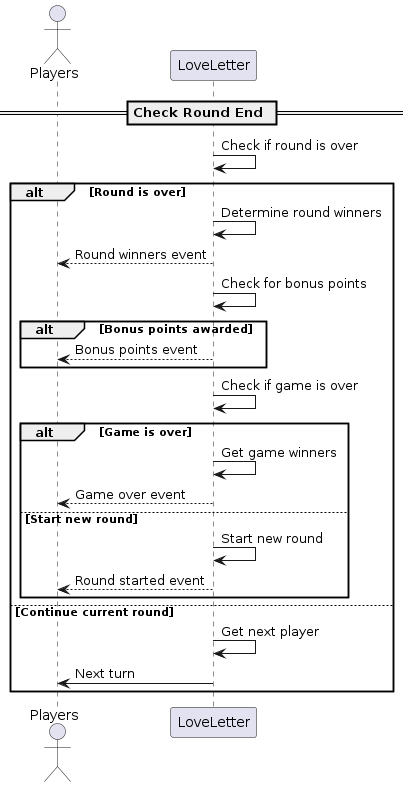 Players
LoveLetter
Check Round End
Check if round is over
alt [Round is over]
Determine round winners
Round winners event
Check for bonus points
alt [Bonus points awarded]
Bonus points event
Check if game is over
alt [Game is over]
Get game winners
Game over event
[Start new round]
Start new round
Round started event
[Continue current round]
Get next player
Next turn
Players
LoveLetter